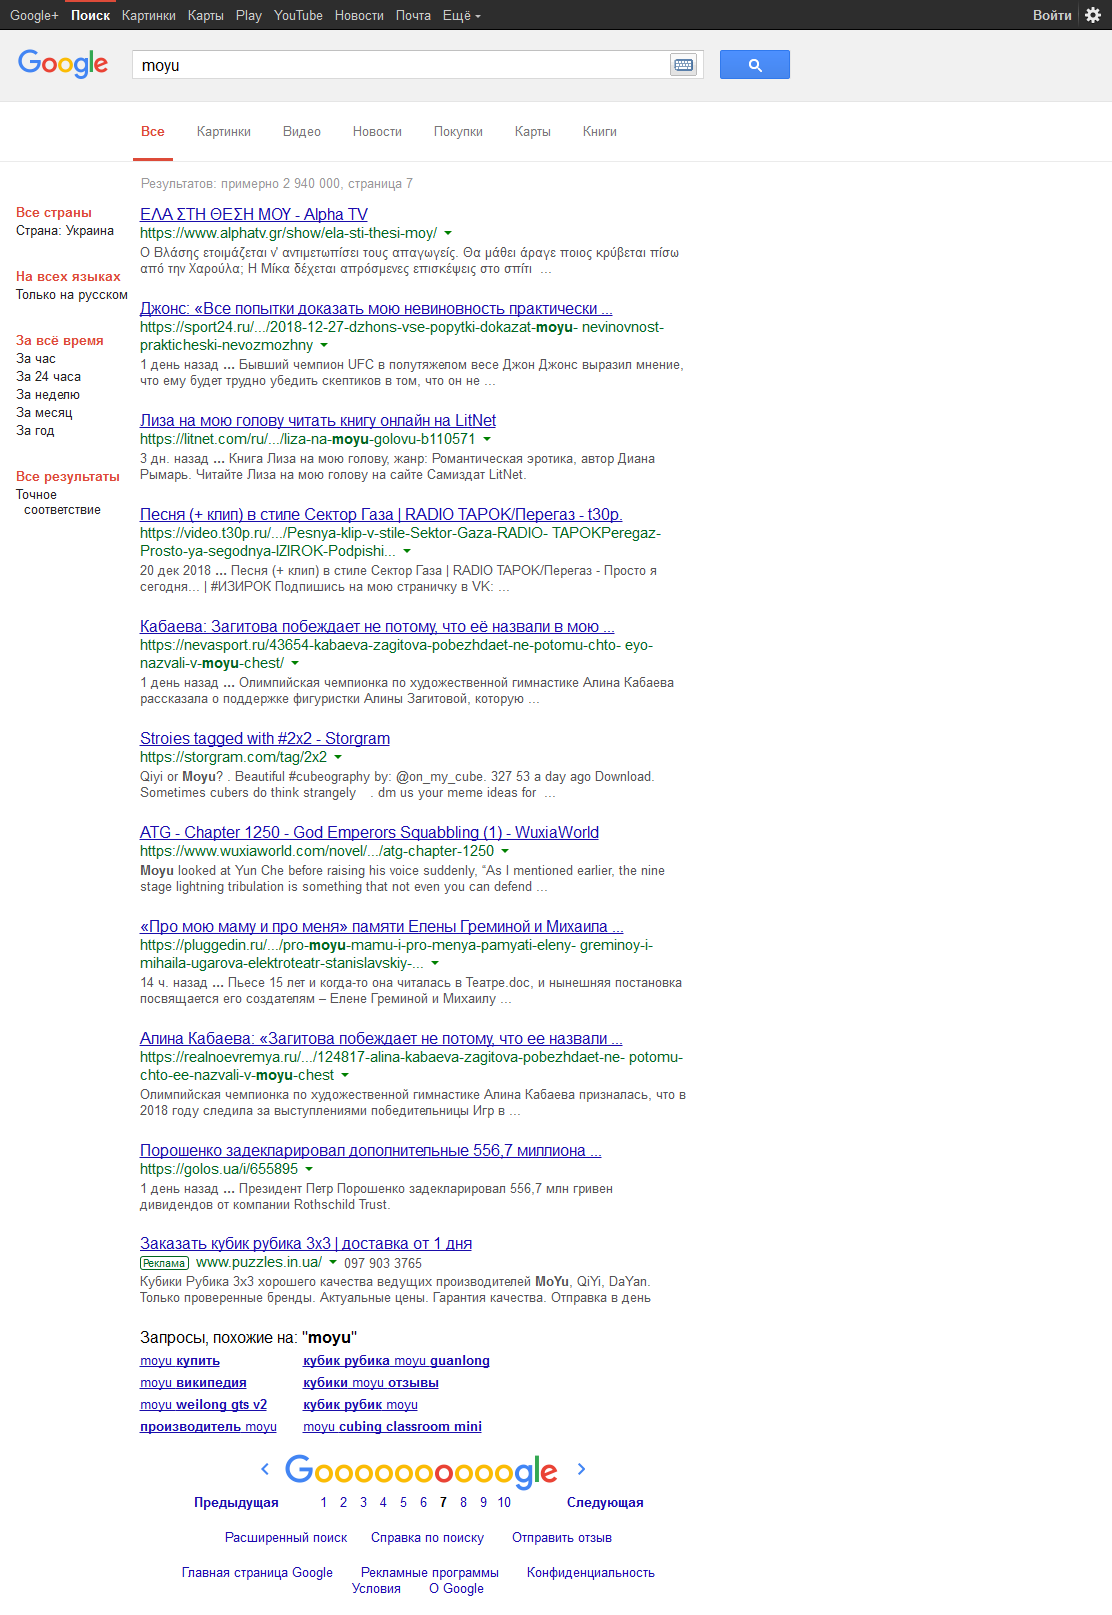 Google+ Поиск Картинки Карты Play YouTube Новости Почта Ещё Войти
Google moyu
Все Картинки Видео Новости Покупки Карты Книги
Результатов: примерно 2 940 000, страница 7
Все страны
Страна: Украина
На всех языках
Только на русском
За всё время
За час
За 24 часа
За неделю
За месяц
За год
Все результаты
Точное
соответствие
ΕΛΑ ΣΤΗ ΘΕΣΗ ΜΟΥ - Alpha TV
https://www.alphatv.gr/show/ela-sti-thesi-moy/
Ο Βλάσης ετοιμάζεται ν' αντιμετωπίσει τους απαγωγείς. Θα μάθει άραγε ποιος κρύβεται πίσω
από την Χαρούλα; Η Μίκα δέχεται απρόσμενες επισκέψεις στο σπίτι ...
Джонс: «Все попытки доказать мою невиновность практически ...
https://sport24.ru/.../2018-12-27-dzhons-vse-popytki-dokazat-moyu- nevinovnost-
prakticheski-nevozmozhny
1 день назад ... Бывший чемпион UFC в полутяжелом весе Джон Джонс выразил мнение,
что ему будет трудно убедить скептиков в том, что он не ...
Лиза на мою голову читать книгу онлайн на LitNet
https://litnet.com/ru/.../liza-na-moyu-golovu-b110571
3 дн. назад ... Книга Лиза на мою голову, жанр: Романтическая эротика, автор Диана
Рымарь. Читайте Лиза на мою голову на сайте Самиздат LitNet.
Песня (+ клип) в стиле Сектор Газа | RADIO TAPOK/Перегаз - t30p.
https://video.t30p.ru/.../Pesnya-klip-v-stile-Sektor-Gaza-RADIO- TAPOKPeregaz-
Prosto-ya-segodnya-IZIROK-Podpishi...
20 дек 2018 ... Песня (+ клип) в стиле Сектор Газа | RADIO TAPOK/Перегаз - Просто я
сегодня... | #ИЗИРОК Подпишись на мою страничку в VK: ...
Кабаева: Загитова побеждает не потому, что её назвали в мою ...
https://nevasport.ru/43654-kabaeva-zagitova-pobezhdaet-ne-potomu-chto- eyo-
nazvali-v-moyu-chest/
1 день назад ... Олимпийская чемпионка по художественной гимнастике Алина Кабаева
рассказала о поддержке фигуристки Алины Загитовой, которую ...
Stroies tagged with #2x2 - Storgram
https://storgram.com/tag/2x2
Qiyi or Moyu? . Beautiful #cubeography by: @on_my_cube. 327 53 a day ago Download.
Sometimes cubers do think strangely . dm us your meme ideas for ...
ATG - Chapter 1250 - God Emperors Squabbling (1) - WuxiaWorld
https://www.wuxiaworld.com/novel/.../atg-chapter-1250
Moyu looked at Yun Che before raising his voice suddenly, “As I mentioned earlier, the nine
stage lightning tribulation is something that not even you can defend ...
«Про мою маму и про меня» памяти Елены Греминой и Михаила ...
https://pluggedin.ru/.../pro-moyu-mamu-i-pro-menya-pamyati-eleny- greminoy-i-
mihaila-ugarova-elektroteatr-stanislavskiy-...
14 ч. назад ... Пьесе 15 лет и когда-то она читалась в Театре.doc, и нынешняя постановка
посвящается его создателям – Елене Греминой и Михаилу ...
Алина Кабаева: «Загитова побеждает не потому, что ее назвали ...
https://realnoevremya.ru/.../124817-alina-kabaeva-zagitova-pobezhdaet-ne- potomu-
chto-ee-nazvali-v-moyu-chest
Олимпийская чемпионка по художественной гимнастике Алина Кабаева призналась, что в
2018 году следила за выступлениями победительницы Игр в ...
Порошенко задекларировал дополнительные 556,7 миллиона ...
https://golos.ua/i/655895
1 день назад ... Президент Петр Порошенко задекларировал 556,7 млн гривен
дивидендов от компании Rothschild Trust.
Заказать кубик рубика 3x3 | доставка от 1 дня
Реклама www.puzzles.in.ua/ 097 903 3765
Кубики Рубика 3x3 хорошего качества ведущих производителей MoYu, QiYi, DaYan.
Только проверенные бренды. Актуальные цены. Гарантия качества. Отправка в день
Запросы, похожие на: "moyu"
moyu купить кубик рубика moyu guanlong
moyu википедия кубики moyu отзывы
moyu weilong gts v2 кубик рубик moyu
производитель moyu moyu cubing classroom mini
Goooooooooogle
Предыдущая 1 2 3 4 5 6 7 8 9 10 Следующая
Расширенный поиск Справка по поиску Отправить отзыв
Главная страница Google Рекламные программы Конфиденциальность
Условия О Google